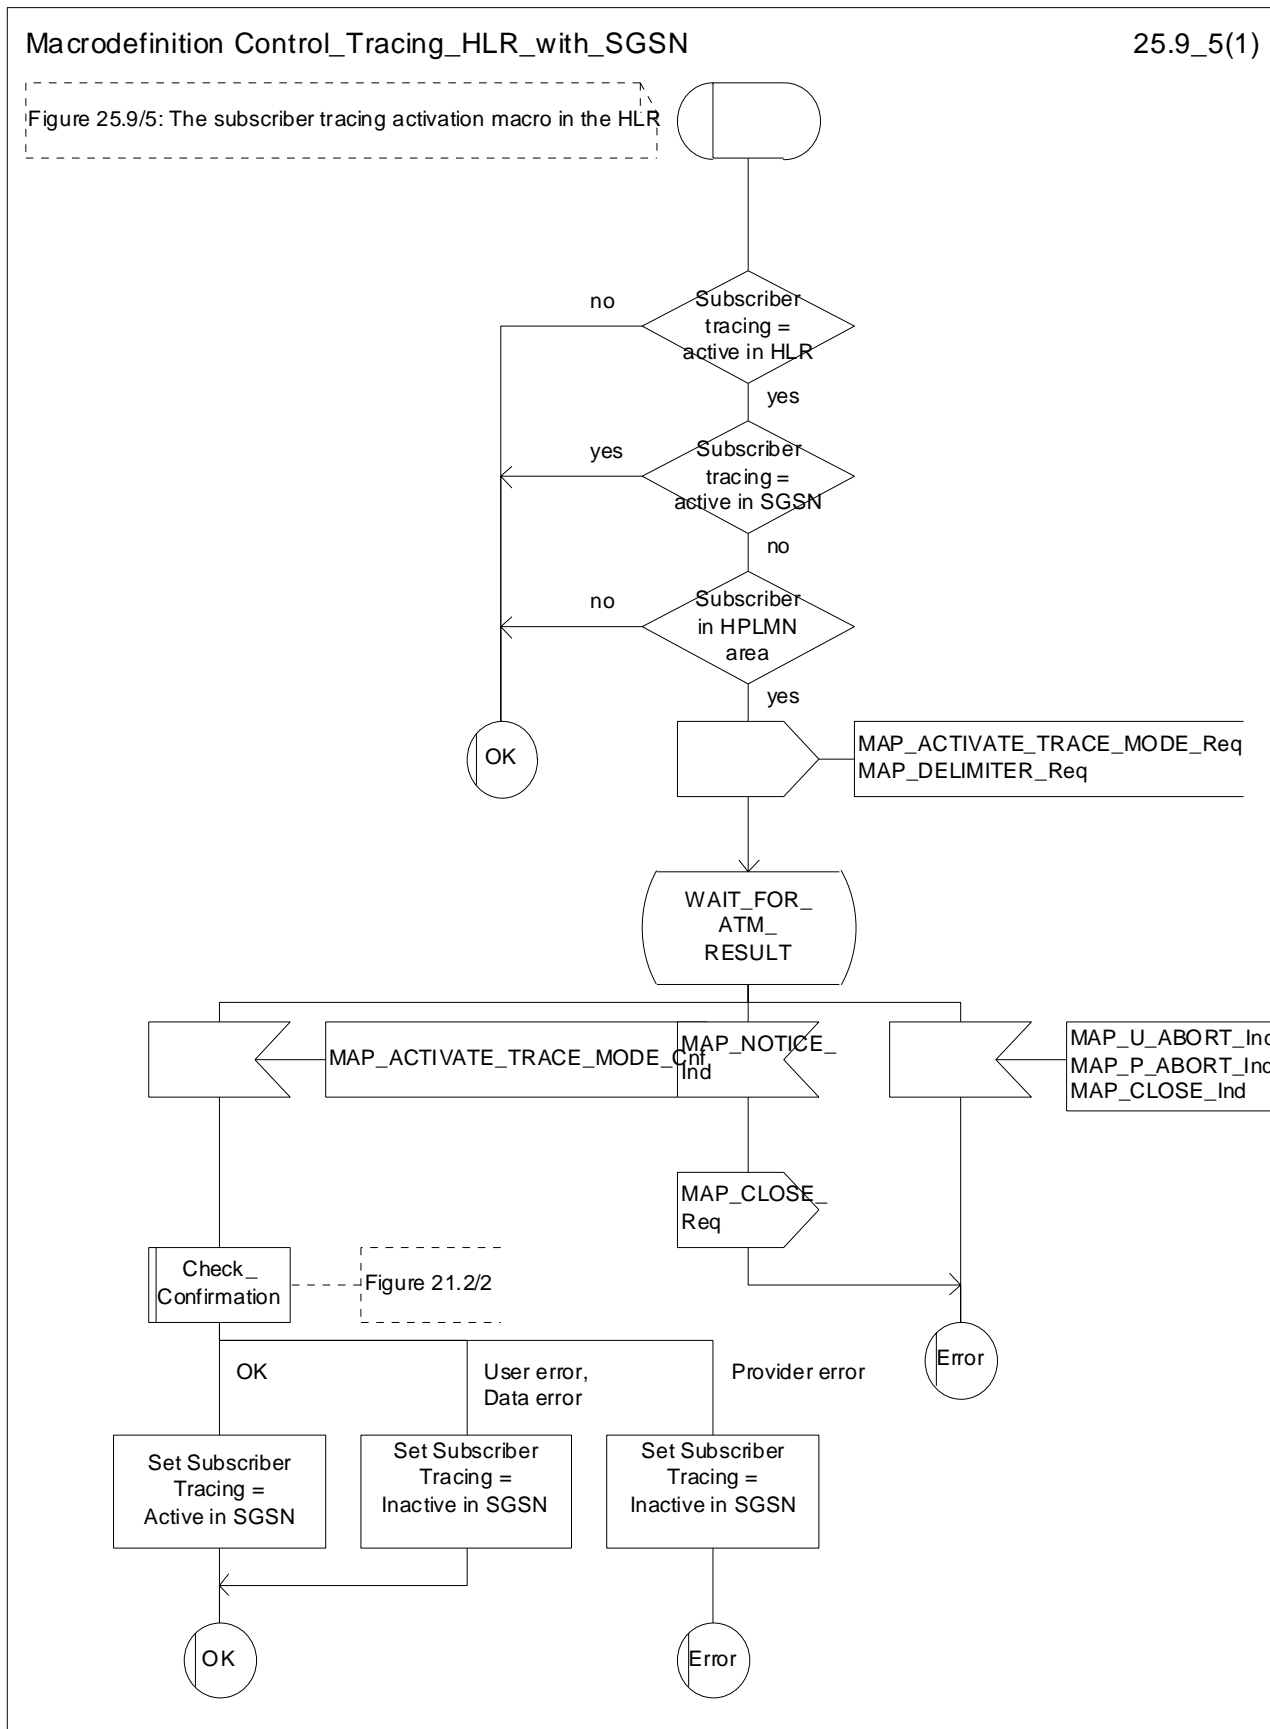 Macrodefinition Control_Tracing_HLR_with_SGSN
25.9_5(1)
Figure 25.9/5: The subscriber tracing activation macro in the HLR
Subscriber
tracing =
active in HLR
no
yes
Subscriber
tracing =
active in SGSN
yes
no
Subscriber
in HPLMN
area
no
yes
OK
MAP_ACTIVATE_TRACE_MODE_Req
MAP_DELIMITER_Req
WAIT_FOR_
ATM_
RESULT
MAP_ACTIVATE_TRACE_MODE_Cnf
MAP_NOTICE_
Ind
MAP_U_ABORT_Ind
MAP_P_ABORT_Ind
MAP_CLOSE_Ind
MAP_CLOSE_
Req
Check_
Confirmation
Figure 21.2/2
Error
OK
User error,
Data error
Provider error
Set Subscriber
Tracing =
Active in SGSN
Set Subscriber
Tracing =
Inactive in SGSN
Set Subscriber
Tracing =
Inactive in SGSN
OK
Error